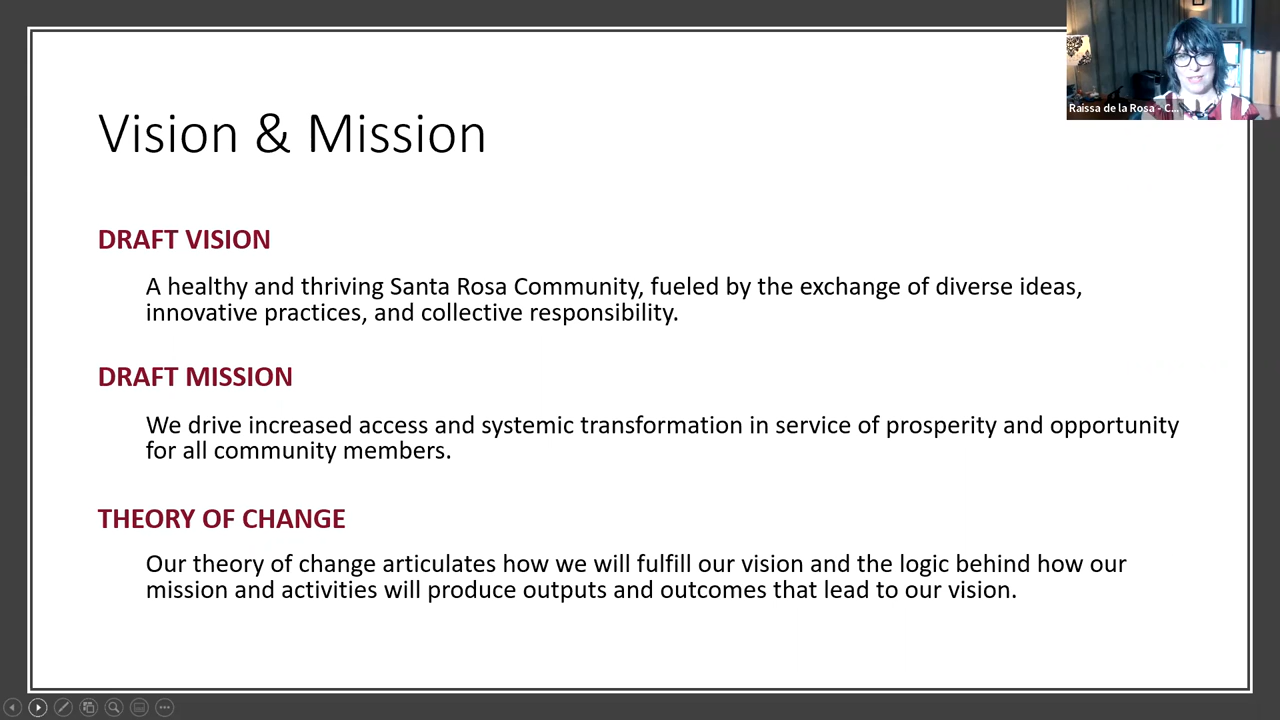 Raissa de la Rosa - C...
Vision & Mission
DRAFT VISION
A healthy and thriving Santa Rosa Community, fueled by the exchange of diverse ideas,
innovative practices, and collective responsibility.
DRAFT MISSION
We drive increased access and systemic transformation in service of prosperity and opportunity
for all community members.
THEORY OF CHANGE
Our theory of change articulates how we will fulfill our vision and the logic behind how our
mission and activities will produce outputs and outcomes that lead to our vision.